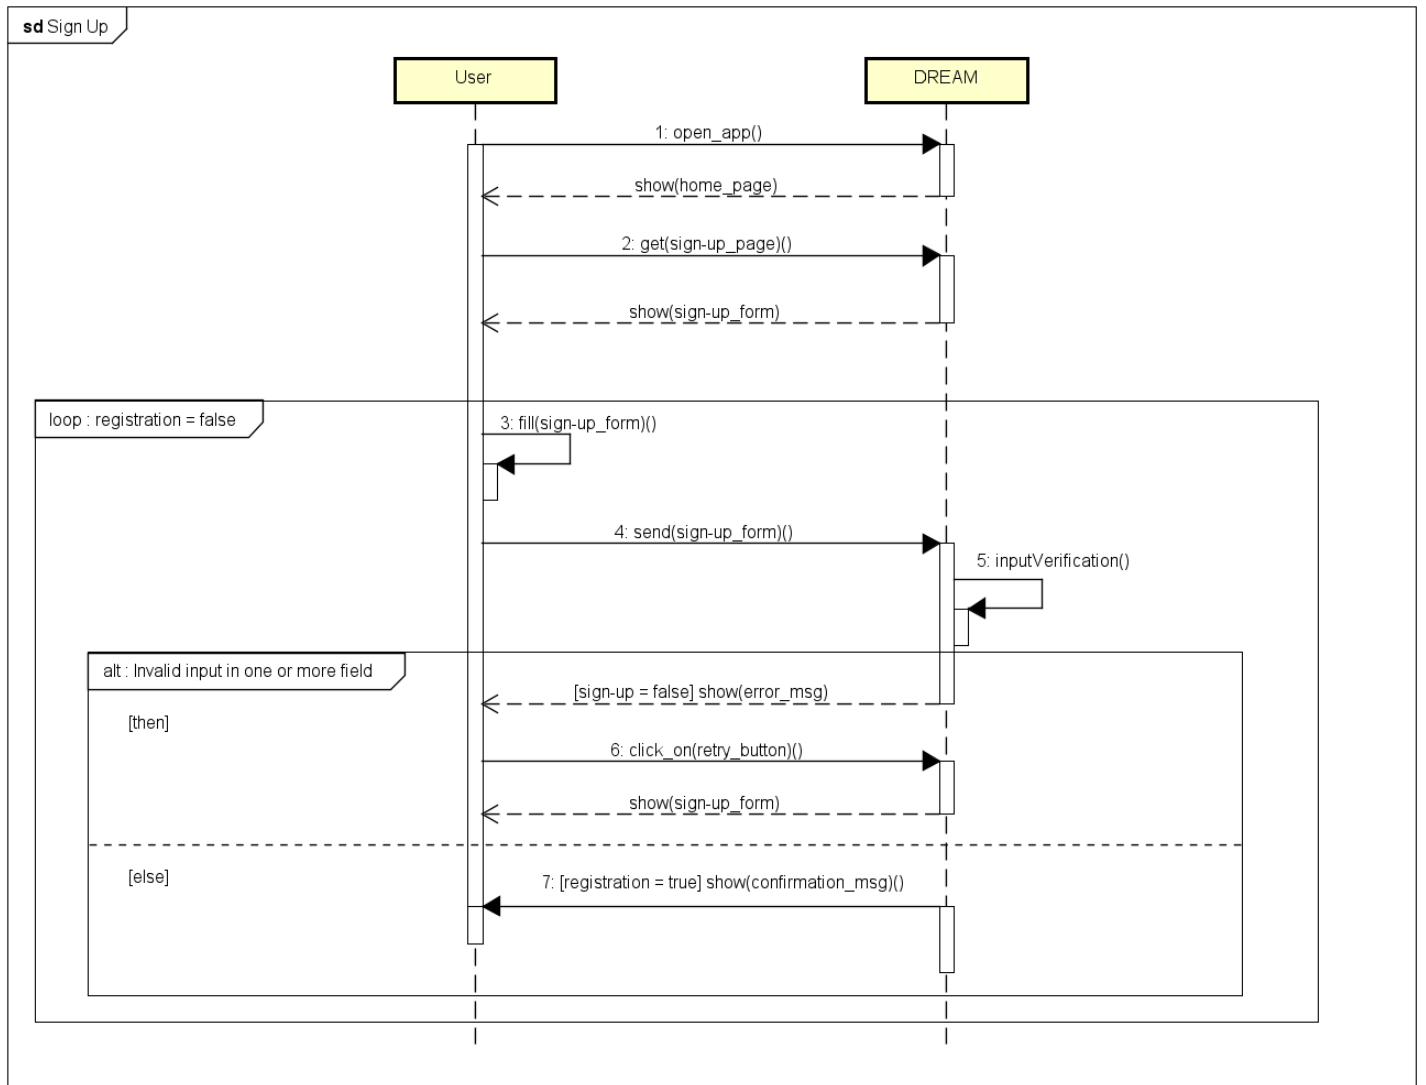 sd Sign Up
User
DREAM
1: open_app()
show(home_page)
2: get(sign-up_page)()
show(sign-up_form)
loop : registration = false
3: fill(sign-up_form)()
4: send(sign-up_form)()
5: inputVerification()
alt : Invalid input in one or more field
[sign-up = false] show(error_msg)
[then]
6: click_on(retry_button)()
show(sign-up_form)
[else]
7: [registration = true] show(confirmation_msg)()